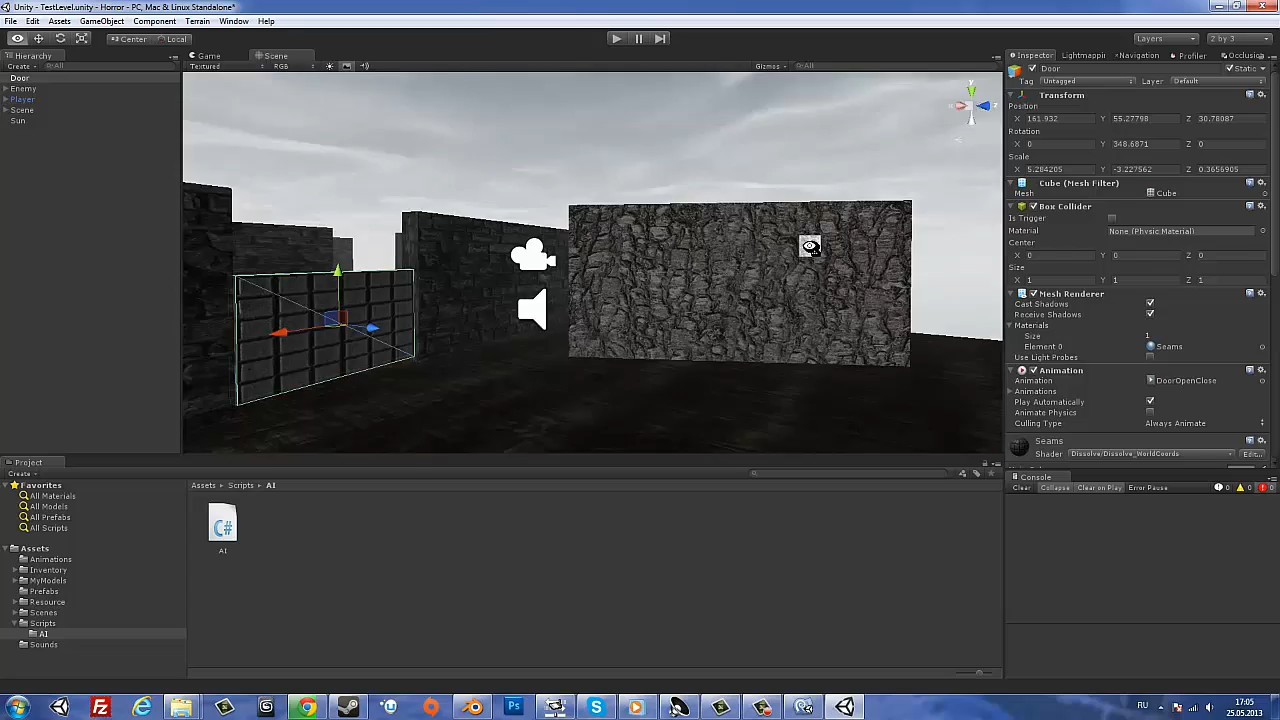 Unity - TestLevel.unity - Horror - PC, Mac & Linux Standalone*
File Edit Assets GameObject Component Terrain Window Help
Center Local
Layers 2 by 3
Hierarchy
Create All
Door
Enemy
Player
Scene
Sun
Game Scene
Textured RGB Gizmos All
y
z
Inspector Lightmappi Navigation Profiler Occlusio
Door Static
Tag Untagged Layer Default
Transform
Position
X 161.932 Y 55.27798 Z 30.78087
Rotation
X 0 Y 348.6871 Z 0
Scale
X 5.284205 Y -3.227562 Z 0.3656905
Cube (Mesh Filter)
Mesh Cube
Box Collider
Is Trigger
Material None (Physic Material)
Center
X 0 Y 0 Z 0
Size
X 1 Y 1 Z 1
Mesh Renderer
Cast Shadows
Receive Shadows
Materials
Size 1
Element 0 Seams
Use Light Probes
Animation
Animation DoorOpenClose
Animations
Play Automatically
Animate Physics
Culling Type Always Animate
Seams
Shader Dissolve/Dissolve_WorldCoords Edit...
Project
Create
Favorites
All Materials
All Models
All Prefabs
All Scripts
Assets
Animations
Inventory
MyModels
Prefabs
Resource
Scenes
Scripts
AI
Sounds
Assets Scripts AI
C#
AI
Console
Clear Collapse Clear on Play Error Pause 0 0 0
RU 17:05
25.05.2013